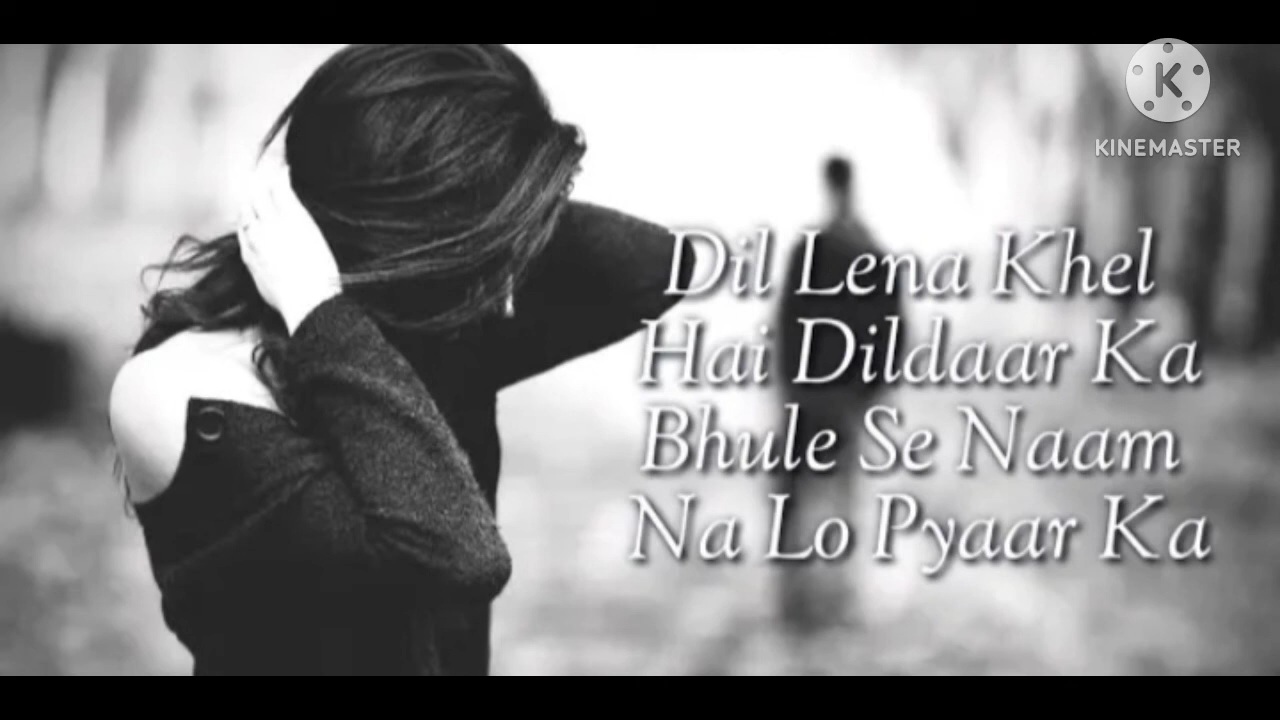 KINEMASTER
Dil Lena Khel
Hai Dildaar Ka
Bhule Se Naam
Na Lo Pyaar Ka